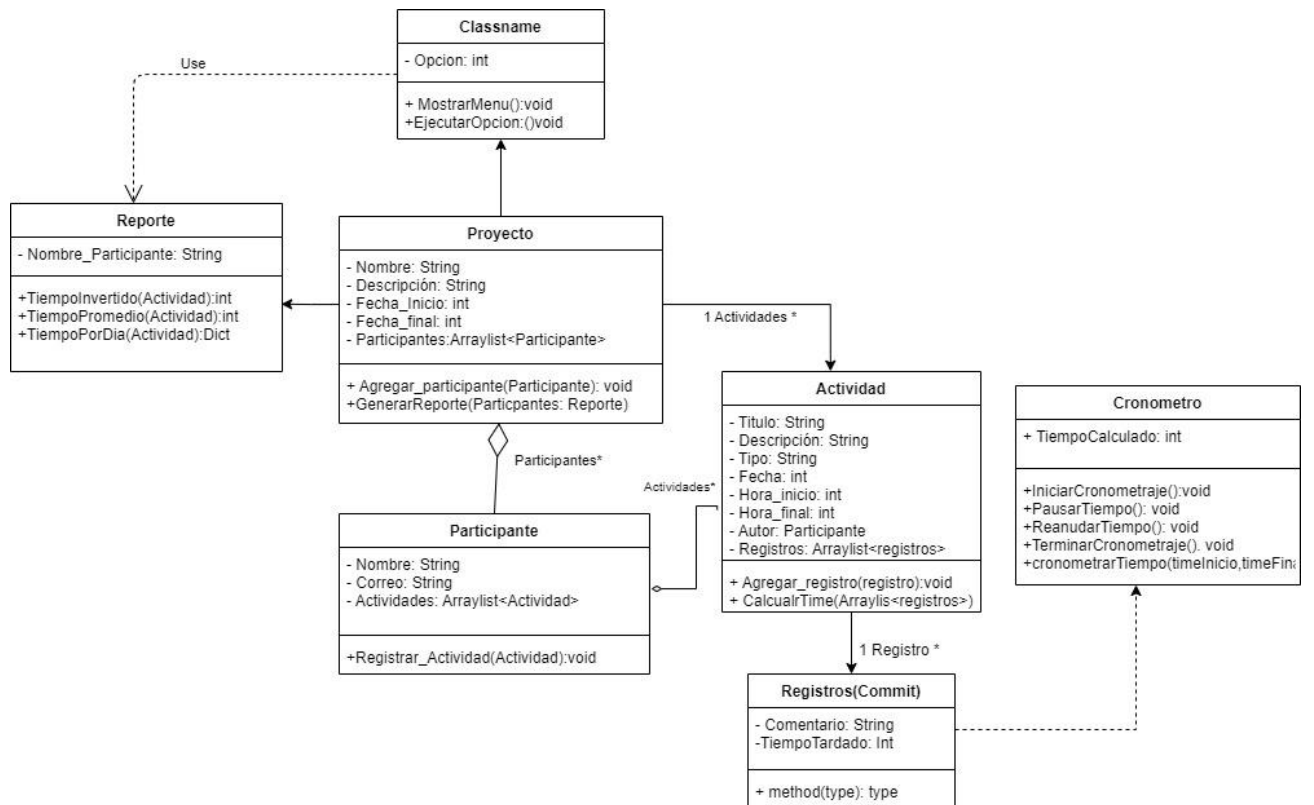 Classname
- Opcion: int
+ MostrarMenu():void
+EjecutarOpcion:()void
Use
Reporte
- Nombre_Participante: String
+TiempoInvertido(Actividad):int
+TiempoPromedio(Actividad):int
+TiempoPorDia(Actividad):Dict
Proyecto
- Nombre: String
- Descripción: String
- Fecha_Inicio: int
- Fecha_final: int
- Participantes:Arraylist<Participante>
+ Agregar_participante(Participante): void
+GenerarReporte(Particpantes: Reporte)
1 Actividades *
Participantes*
Actividades*
Participante
- Nombre: String
- Correo: String
- Actividades: Arraylist<Actividad>
+Registrar_Actividad(Actividad):void
Actividad
- Titulo: String
- Descripción: String
- Tipo: String
- Fecha: int
- Hora_inicio: int
- Hora_final: int
- Autor: Participante
- Registros: Arraylist<registros>
+ Agregar_registro(registro):void
+ CalcualrTime(Arraylis<registros>)
1 Registro *
Cronometro
+ TiempoCalculado: int
+IniciarCronometraje():void
+PausarTiempo(): void
+ReanudarTiempo(): void
+TerminarCronometraje(). void
+cronometrarTiempo(timeInicio,timeFina
Registros(Commit)
- Comentario: String
-TiempoTardado: Int
+ method(type): type